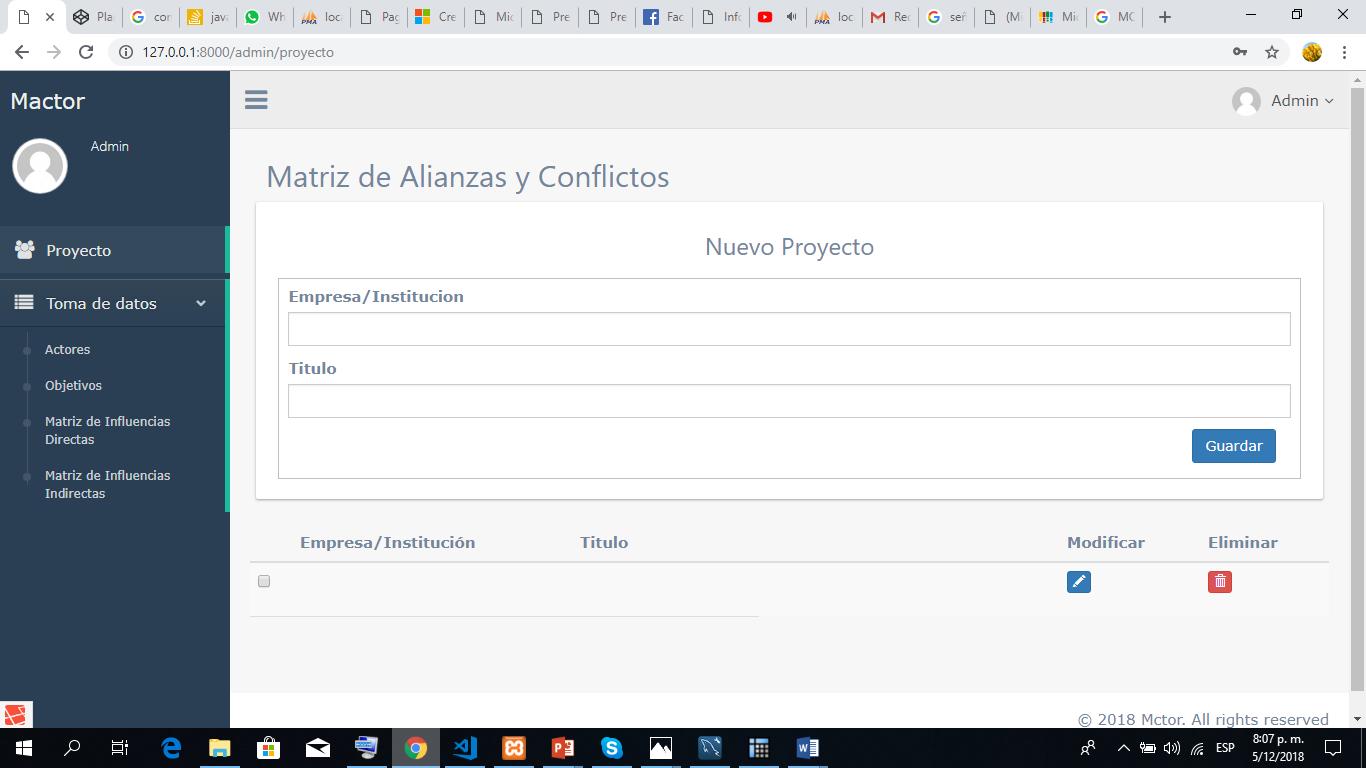 Pla
cor
java
Wh
loca
Pag
Cre
Mic
Pre
Pre
Fac
Info
loc
Rec
señ
(M
Mic
MC
127.0.0.1:8000/admin/proyecto
Mactor
Admin
Admin
Proyecto
Toma de datos
Actores
Objetivos
Matriz de Influencias
Directas
Matriz de Influencias
Indirectas
Matriz de Alianzas y Conflictos
Nuevo Proyecto
Empresa/Institucion
Titulo
Guardar
Empresa/Institución Titulo Modificar Eliminar
© 2018 Mctor. All rights reserved
ESP
8:07 p. m.
5/12/2018